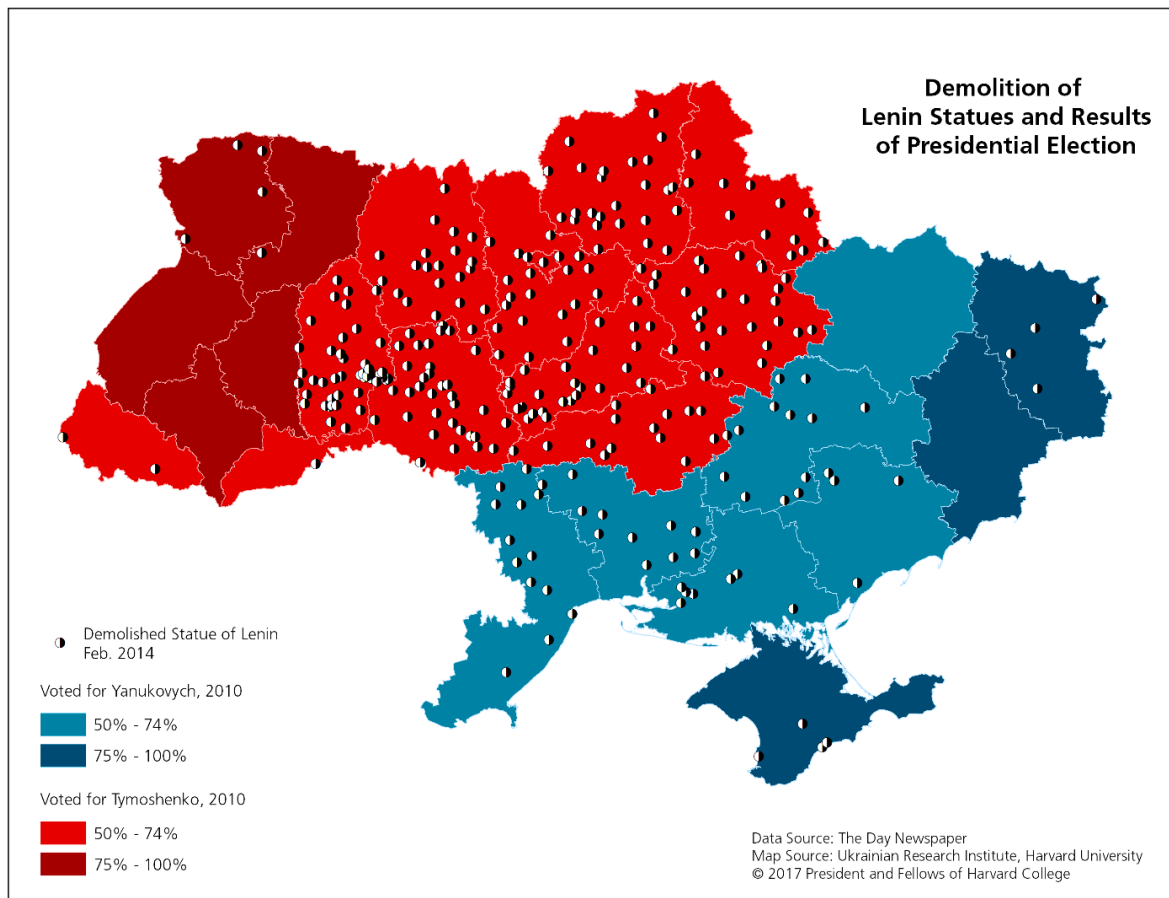 Demolition of
Lenin Statues and Results
of Presidential Election
Demolished Statue of Lenin
Feb. 2014
Voted for Yanukovych, 2010
50% - 74%
75% - 100%
Voted for Tymoshenko, 2010
50% - 74%
75% - 100%
Data Source: The Day Newspaper
Map Source: Ukrainian Research Institute, Harvard University
© 2017 President and Fellows of Harvard College